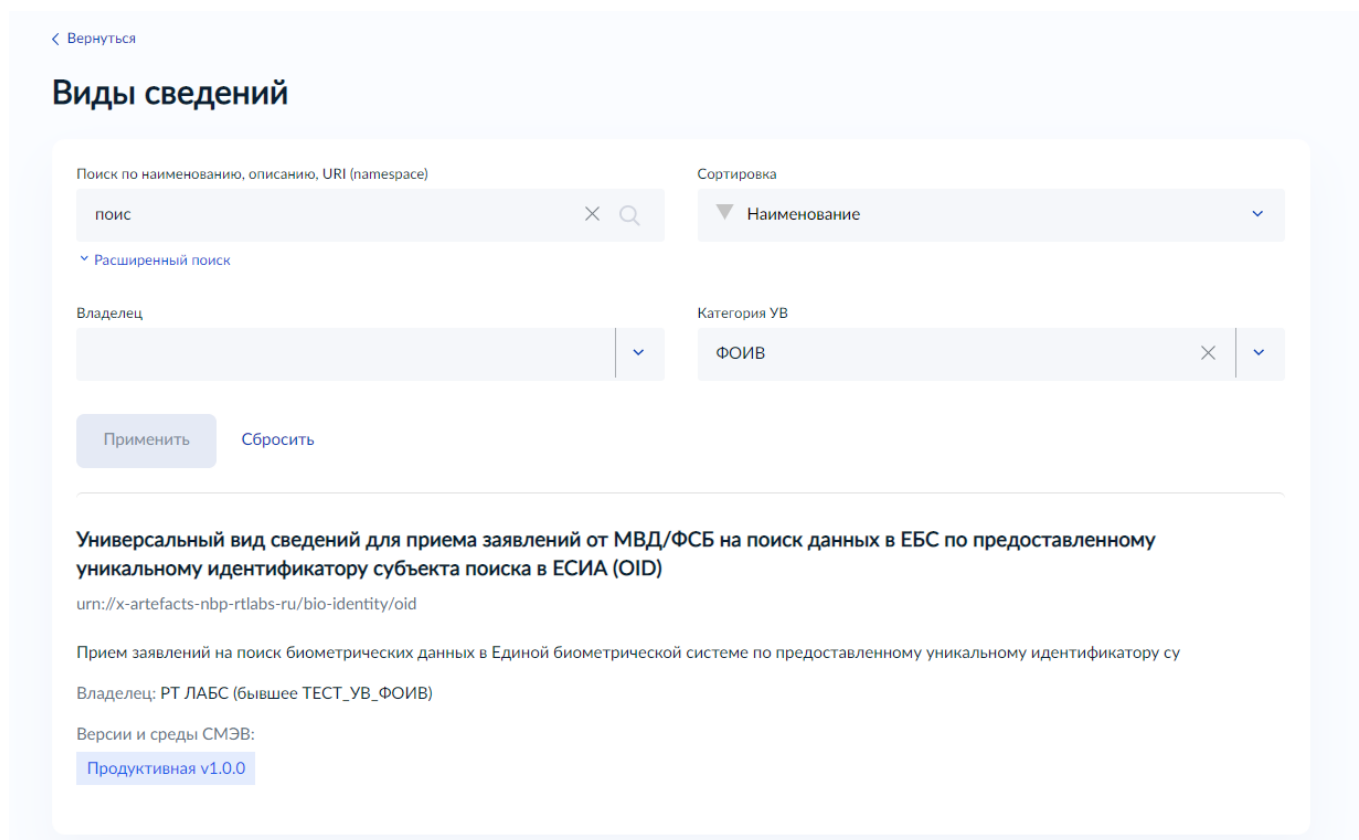 Вернуться
Виды сведений
Поиск по наименованию, описанию, URI (namespace)
Сортировка
поис
Наименование
Расширенный поиск
Владелец
Категория УВ
ФОИВ
Применить
Сбросить
Универсальный вид сведений для приема заявлений от МВД/ФСБ на поиск данных в ЕБС по предоставленному
уникальному идентификатору субъекта поиска в ЕСИА (OID)
urn://x-artefacts-nbp-rtlabs-ru/bio-identity/oid
Прием заявлений на поиск биометрических данных в Единой биометрической системе по предоставленному уникальному идентификатору су
Владелец: РТ ЛАБС (бывшее ТЕСТ_УВ_ФОИВ)
Версии и среды СМЭВ:
Продуктивная v1.0.0